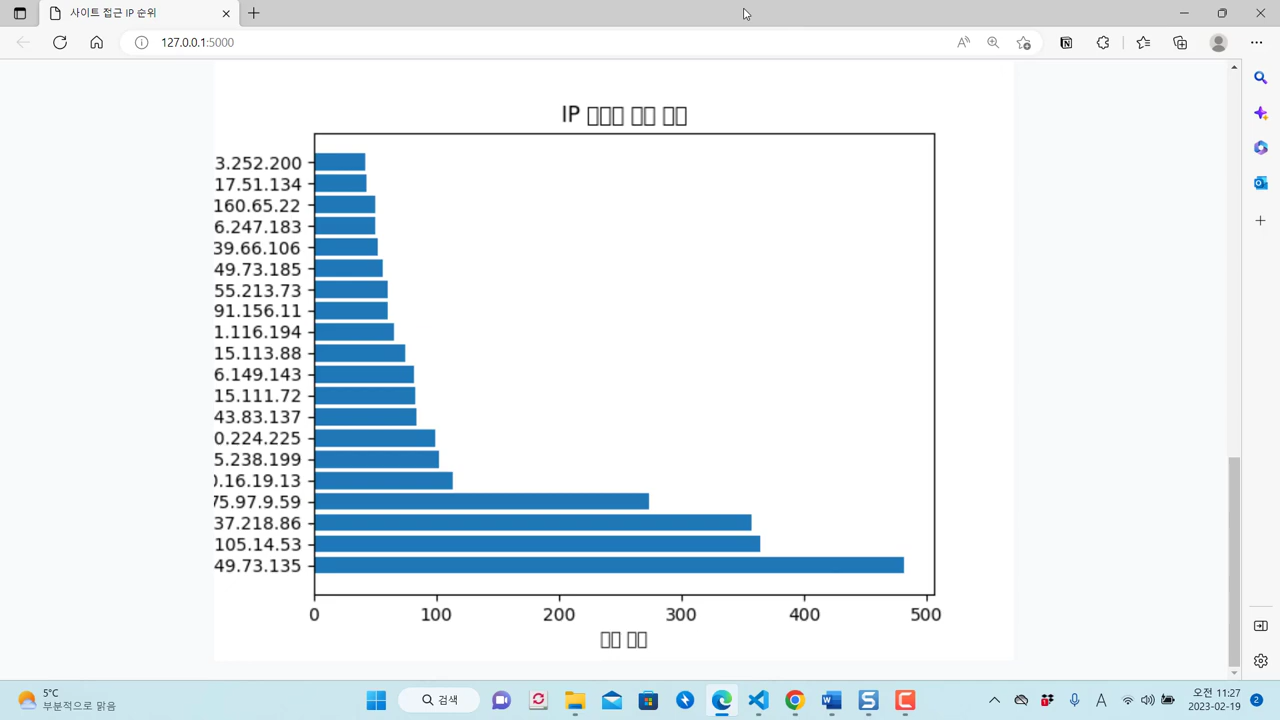 사이트 접근 IP 순위
127.0.0.1:5000
IP
3.252.200
17.51.134
160.65.22
6.247.183
39.66.106
49.73.185
55.213.73
91.156.11
1.116.194
15.113.88
6.149.143
15.111.72
43.83.137
0.224.225
5.238.199
0.16.19.13
75.97.9.59
37.218.86
105.14.53
49.73.135
0 100 200 300 400 500
5°C
부분적으로 맑음
검색
A
오전 11:27
2023-02-19
2